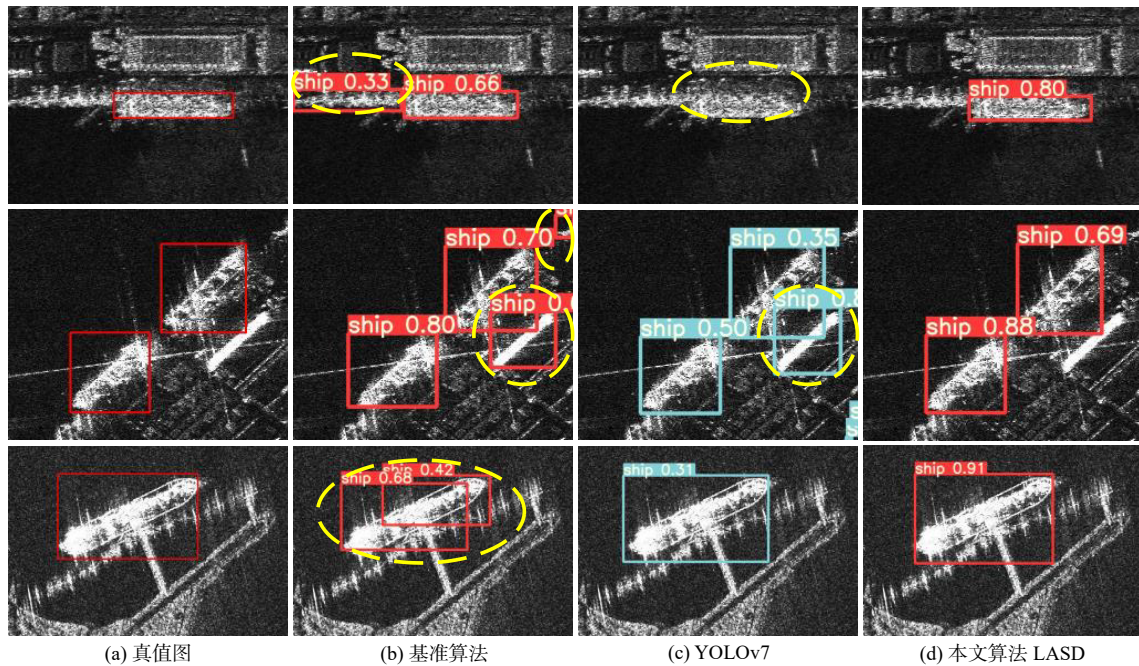 ship 0.33
ship 0.66
ship 0.80
ship 0.70
ship 0.80
ship
ship 0.35
ship
ship 0.50
ship 0.69
ship 0.88
ship 0.42
ship 0.68
ship 0.31
ship 0.91
(a) 真值图
(b) 基准算法
(c) YOLOv7
(d) 本文算法 LASD